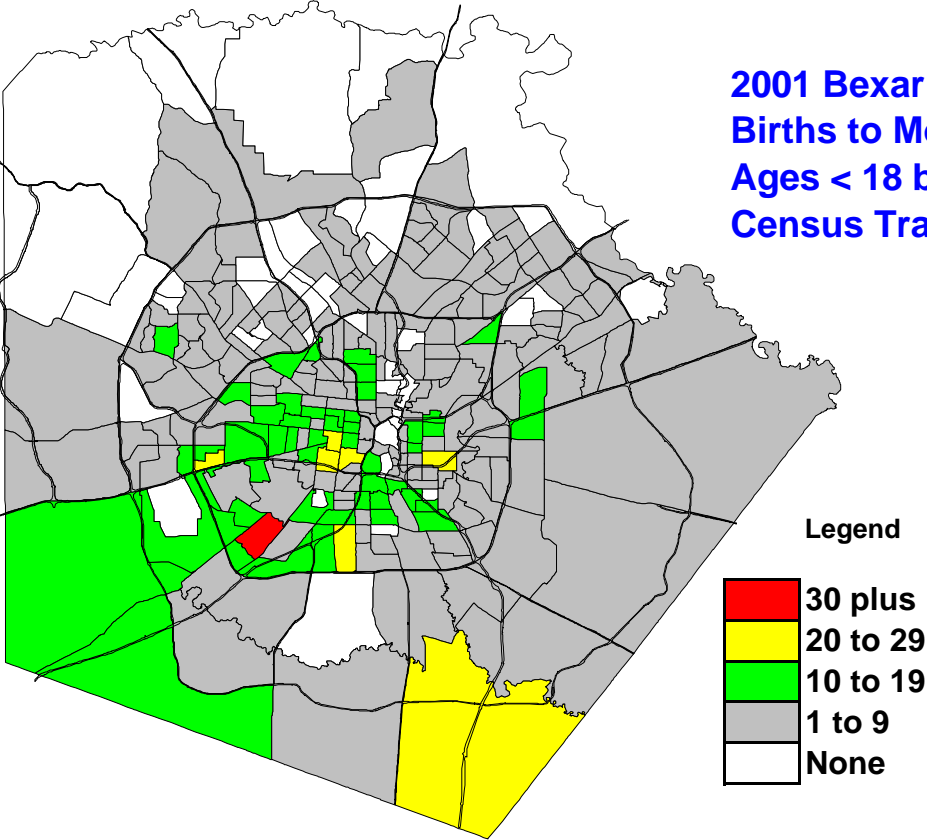 2001 Bexar
Births to M
Ages < 18 b
Census Tra
Legend
30 plus
20 to 29
10 to 19
1 to 9
None